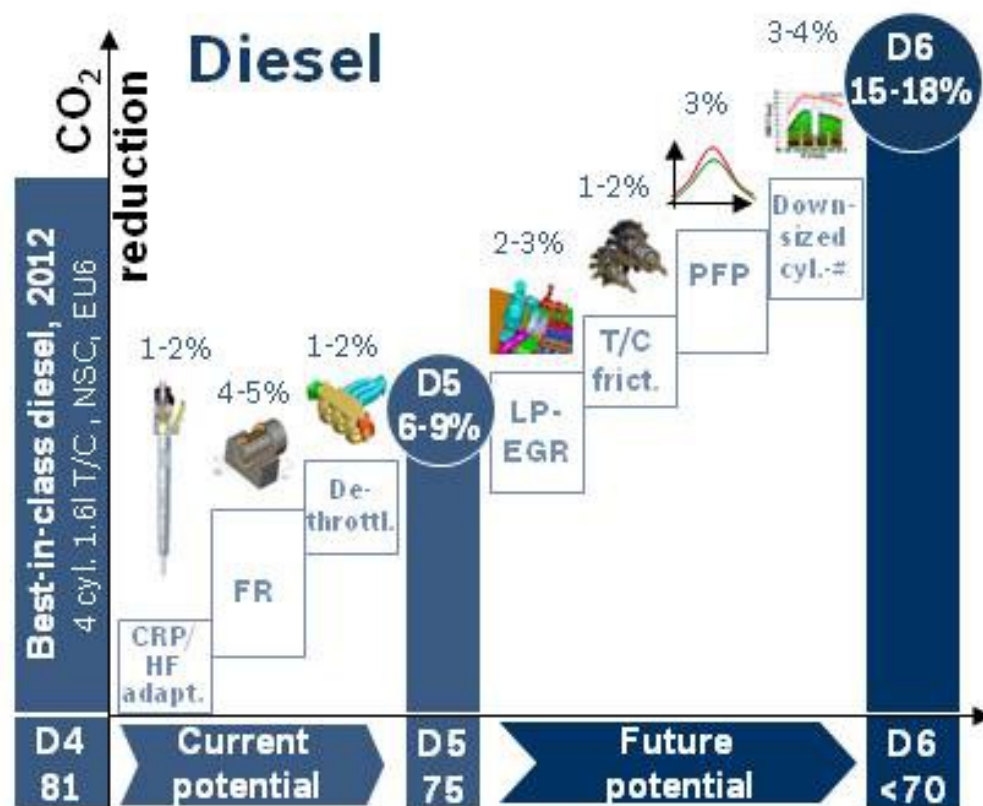 Diesel
CO₂
reduction
Best-in-class diesel, 2012
4 cyl. 1.6l T/C , NSC, EU6
1-2%
4-5%
1-2%
D5
6-9%
2-3%
1-2%
3%
3-4%
D6
15-18%
CRP/
HF
adapt.
FR
De-
throttl.
LP-
EGR
T/C
frict.
PFP
Down-
sized
cyl.-#
D4
81
Current
potential
D5
75
Future
potential
D6
<70